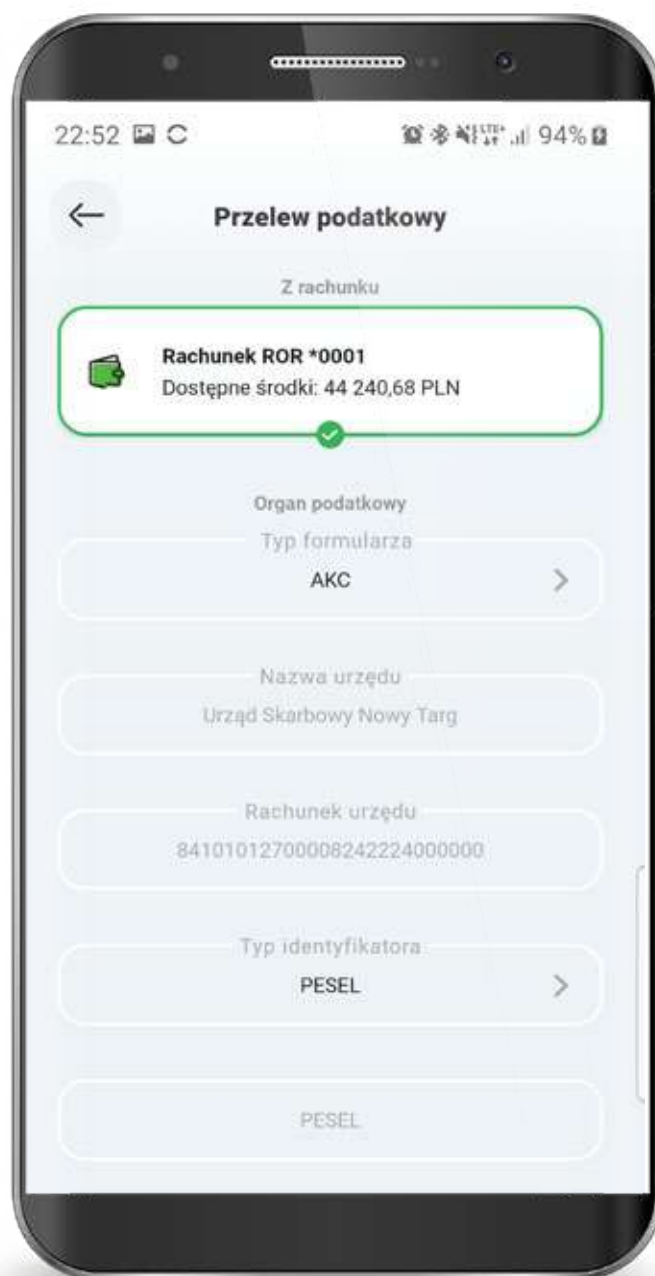 22:52 LTE+ 94%
Przelew podatkowy
Z rachunku
Rachunek ROR *0001
Dostępne środki: 44 240,68 PLN
Organ podatkowy
Typ formularza
AKC
Nazwa urzędu
Urząd Skarbowy Nowy Targ
Rachunek urzędu
84101012700008242224000000
Typ identyfikatora
PESEL
PESEL